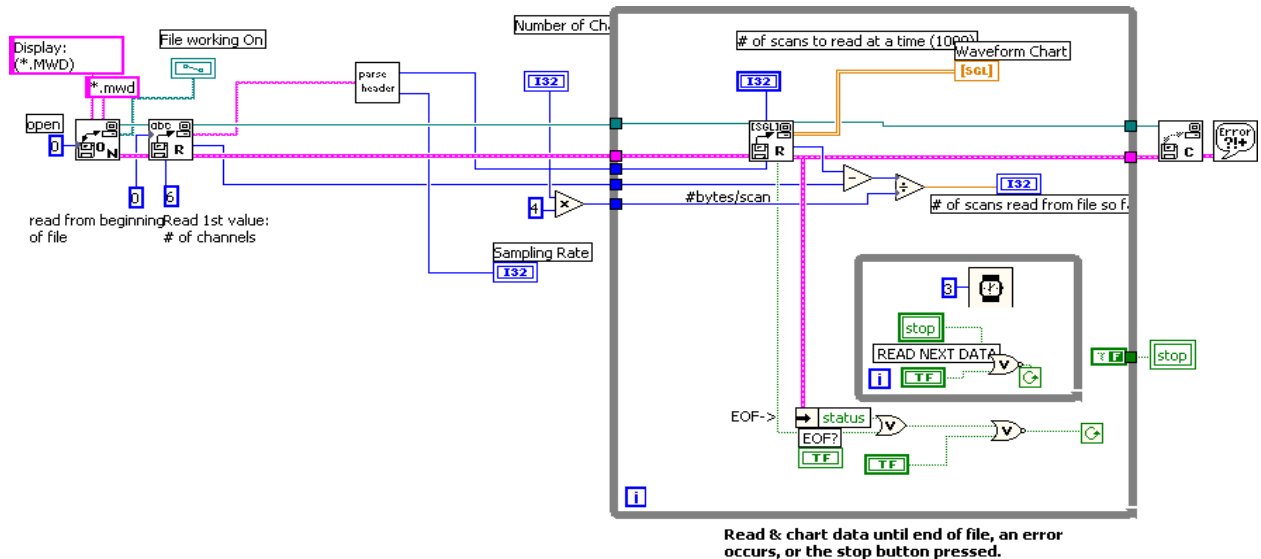 Display:
(*.MWD)
*.mwd
File working On
open
0
O
N
abc
R
0
6
read from beginning
of file
Read 1st value:
# of channels
parse
header
Number of Cha
I32
4
×
Sampling Rate
I32
# of scans to read at a time (1000)
I32
Waveform Chart
[SGL]
[SGL]
R
−
÷
#bytes/scan
I32
# of scans read from file so fa
3
stop
READ NEXT DATA
TF
V
i
EOF->
status
EOF?
TF
V
TF
V
i
F
stop
C
Error
?!+
Read & chart data until end of file, an error
occurs, or the stop button pressed.